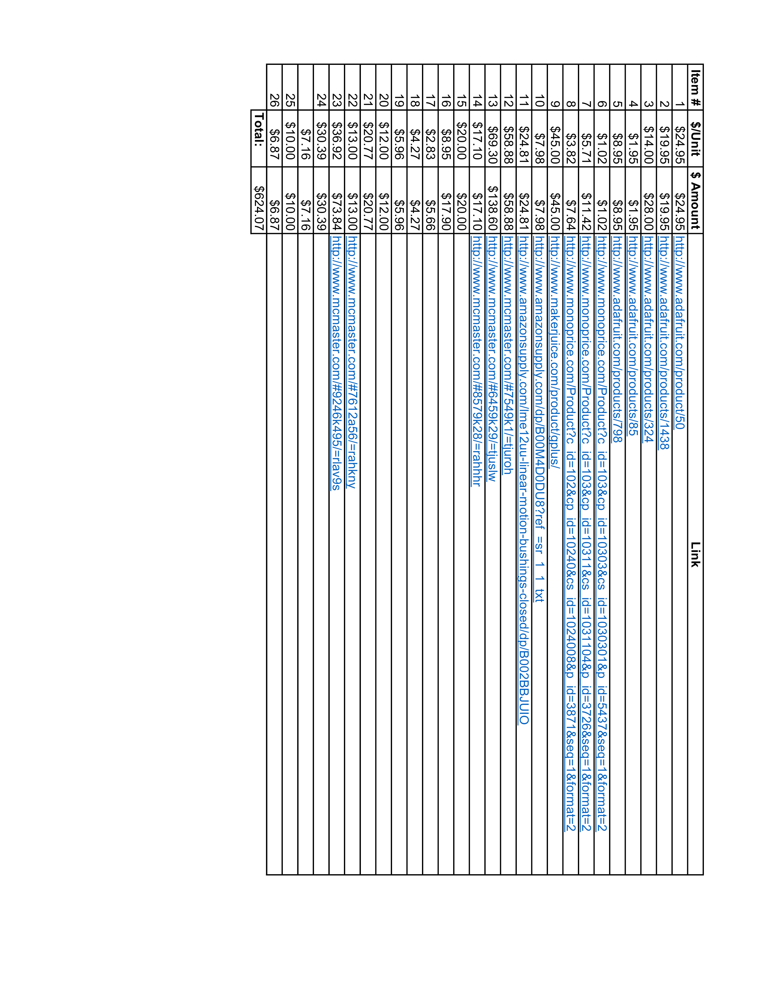 Item # $/Unit $ Amount Link
1 $24.95 $24.95 http://www.adafruit.com/product/50
2 $19.95 $19.95 http://www.adafruit.com/products/1438
3 $14.00 $28.00 http://www.adafruit.com/products/324
4 $1.95 $1.95 http://www.adafruit.com/products/85
5 $8.95 $8.95 http://www.adafruit.com/products/798
6 $1.02 $1.02 http://www.monoprice.com/Product?c_id=103&cp_id=10303&cs_id=1030301&p_id=5437&seq=1&format=2
7 $5.71 $11.42 http://www.monoprice.com/Product?c_id=103&cp_id=10311&cs_id=1031104&p_id=3726&seq=1&format=2
8 $3.82 $7.64 http://www.monoprice.com/Product?c_id=102&cp_id=10240&cs_id=1024008&p_id=3871&seq=1&format=2
9 $45.00 $45.00 http://www.makerjuice.com/product/gplus/
10 $7.98 $7.98 http://www.amazonsupply.com/dp/B00M4D0DU8?ref_=sr_1_1_txt
11 $24.81 $24.81 http://www.amazonsupply.com/lme12uu-linear-motion-bushings-closed/dp/B002BBJUIO
12 $58.88 $58.88 http://www.mcmaster.com/#7549k1/=tjuroh
13 $69.30 $138.60 http://www.mcmaster.com/#6459k29/=tjuslw
14 $17.10 $17.10 http://www.mcmaster.com/#8579k28/=rahhhr
15 $20.00 $20.00
16 $8.95 $17.90
17 $2.83 $5.66
18 $4.27 $4.27
19 $5.96 $5.96
20 $12.00 $12.00
21 $20.77 $20.77
22 $13.00 $13.00 http://www.mcmaster.com/#7612a56/=rahkny
23 $36.92 $73.84 http://www.mcmaster.com/#9246k495/=rlav9s
24 $30.39 $30.39
$7.16 $7.16
25 $10.00 $10.00
26 $6.87 $6.87
Total: $624.07